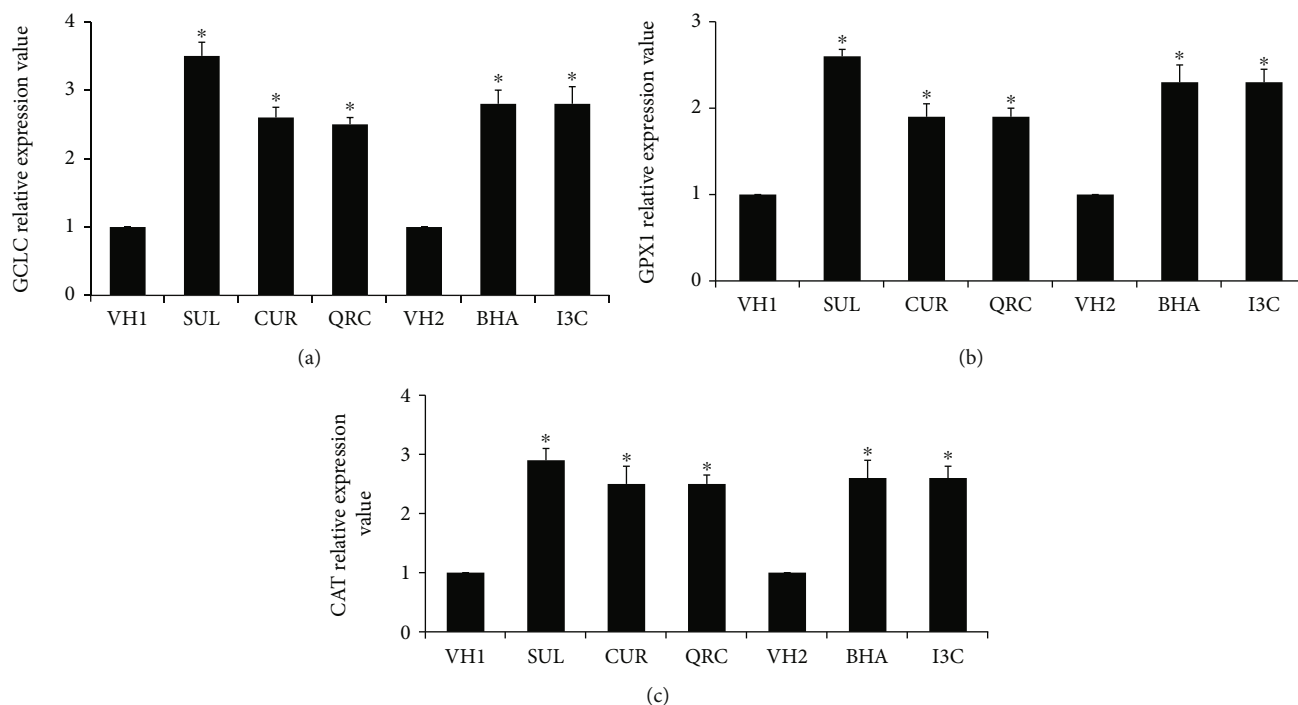 GCLC relative expression value
4
3
2
1
0
* * * * *
VH1 SUL CUR QRC VH2 BHA I3C
(a)
GPX1 relative expression value
3
2
1
0
* * * * *
VH1 SUL CUR QRC VH2 BHA I3C
(b)
CAT relative expression
value
4
3
2
1
0
* * * * *
VH1 SUL CUR QRC VH2 BHA I3C
(c)